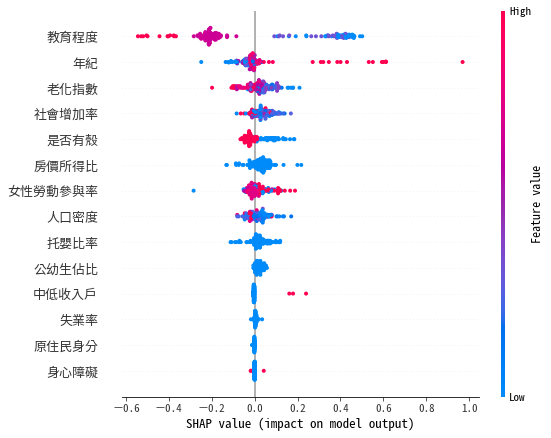 High
教育程度
年紀
老化指數
社會增加率
是否有殼
房價所得比
女性勞動參與率
人口密度
托嬰比率
公幼生佔比
中低收入戶
失業率
原住民身分
身心障礙
Low
Feature value
−0.6 −0.4 −0.2 0.0 0.2 0.4 0.6 0.8 1.0
SHAP value (impact on model output)